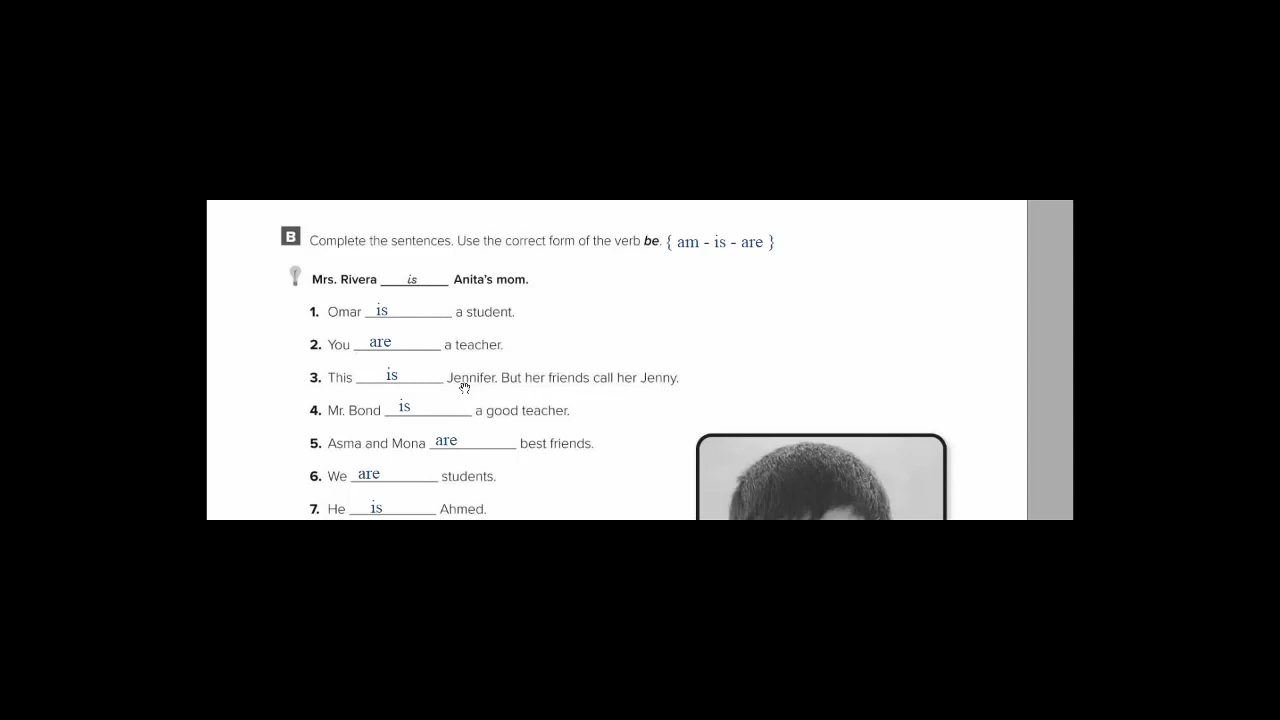 B Complete the sentences. Use the correct form of the verb be. { am - is - are }
Mrs. Rivera is Anita's mom.
1. Omar is a student.
2. You are a teacher.
3. This is Jennifer. But her friends call her Jenny.
4. Mr. Bond is a good teacher.
5. Asma and Mona are best friends.
6. We are students.
7. He is Ahmed.